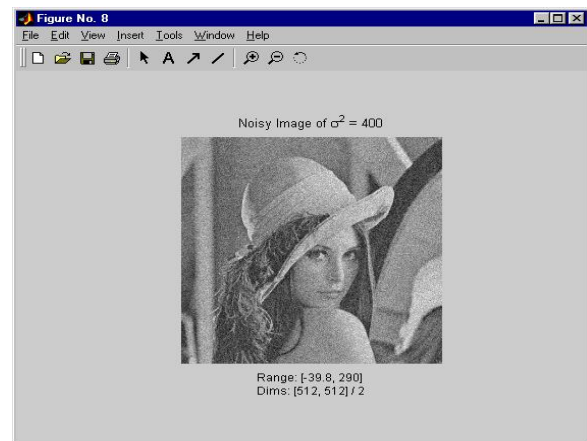 Figure No. 8
File Edit View Insert Tools Window Help
A
Noisy Image of σ² = 400
Range: [-39.8, 290]
Dims: [512, 512] / 2